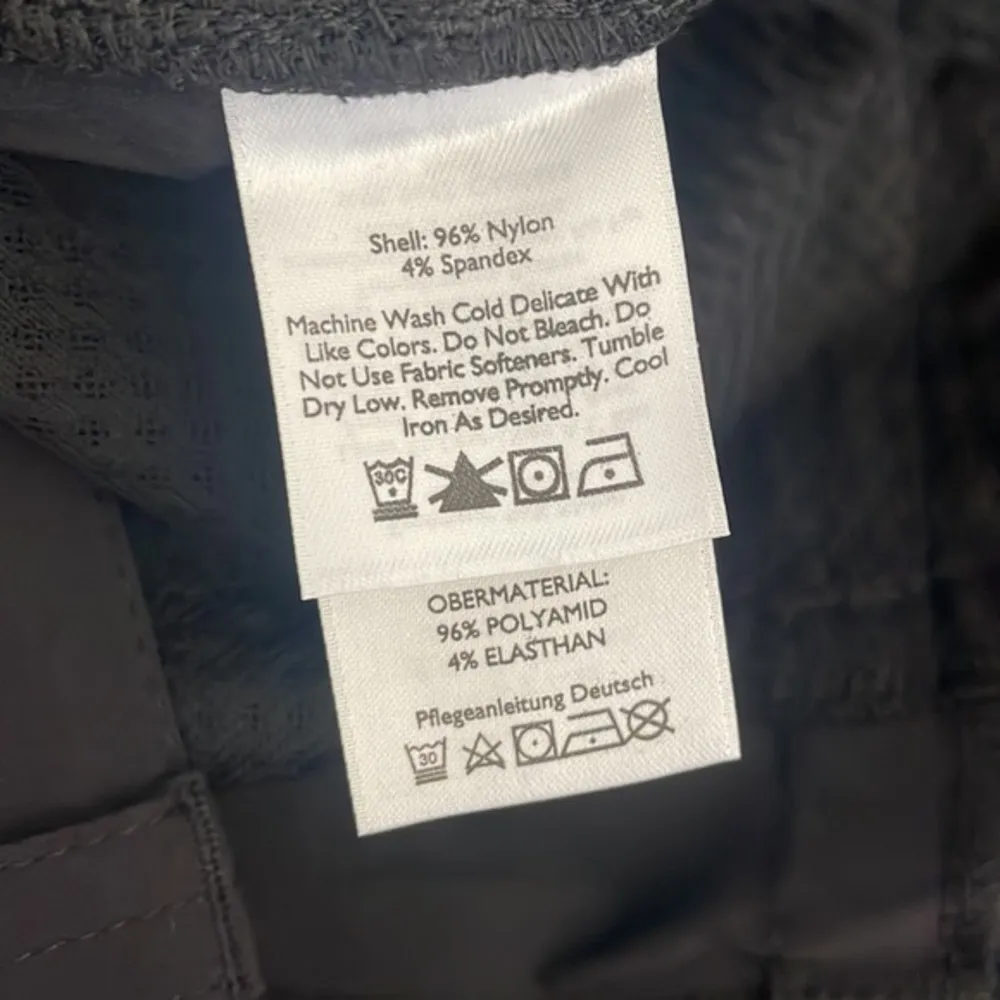 Shell: 96% Nylon
4% Spandex
Machine Wash Cold Delicate With
Like Colors. Do Not Bleach. Do
Not Use Fabric Softeners. Tumble
Dry Low. Remove Promptly. Cool
Iron As Desired.
30C
OBERMATERIAL:
96% POLYAMID
4% ELASTHAN
Pflegeanleitung Deutsch
30